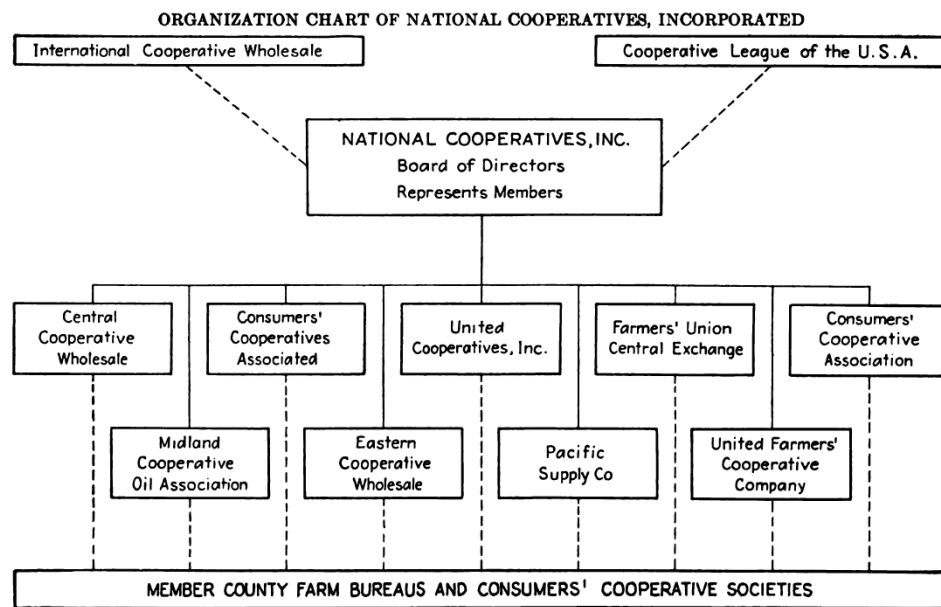 ORGANIZATION CHART OF NATIONAL COOPERATIVES, INCORPORATED
International Cooperative Wholesale
Cooperative League of the U.S.A.
NATIONAL COOPERATIVES, INC.
Board of Directors
Represents Members
Central
Cooperative
Wholesale
Consumers'
Cooperatives
Associated
United
Cooperatives, Inc.
Farmers' Union
Central Exchange
Consumers'
Cooperative
Association
Midland
Cooperative
Oil Association
Eastern
Cooperative
Wholesale
Pacific
Supply Co
United Farmers'
Cooperative
Company
MEMBER COUNTY FARM BUREAUS AND CONSUMERS' COOPERATIVE SOCIETIES